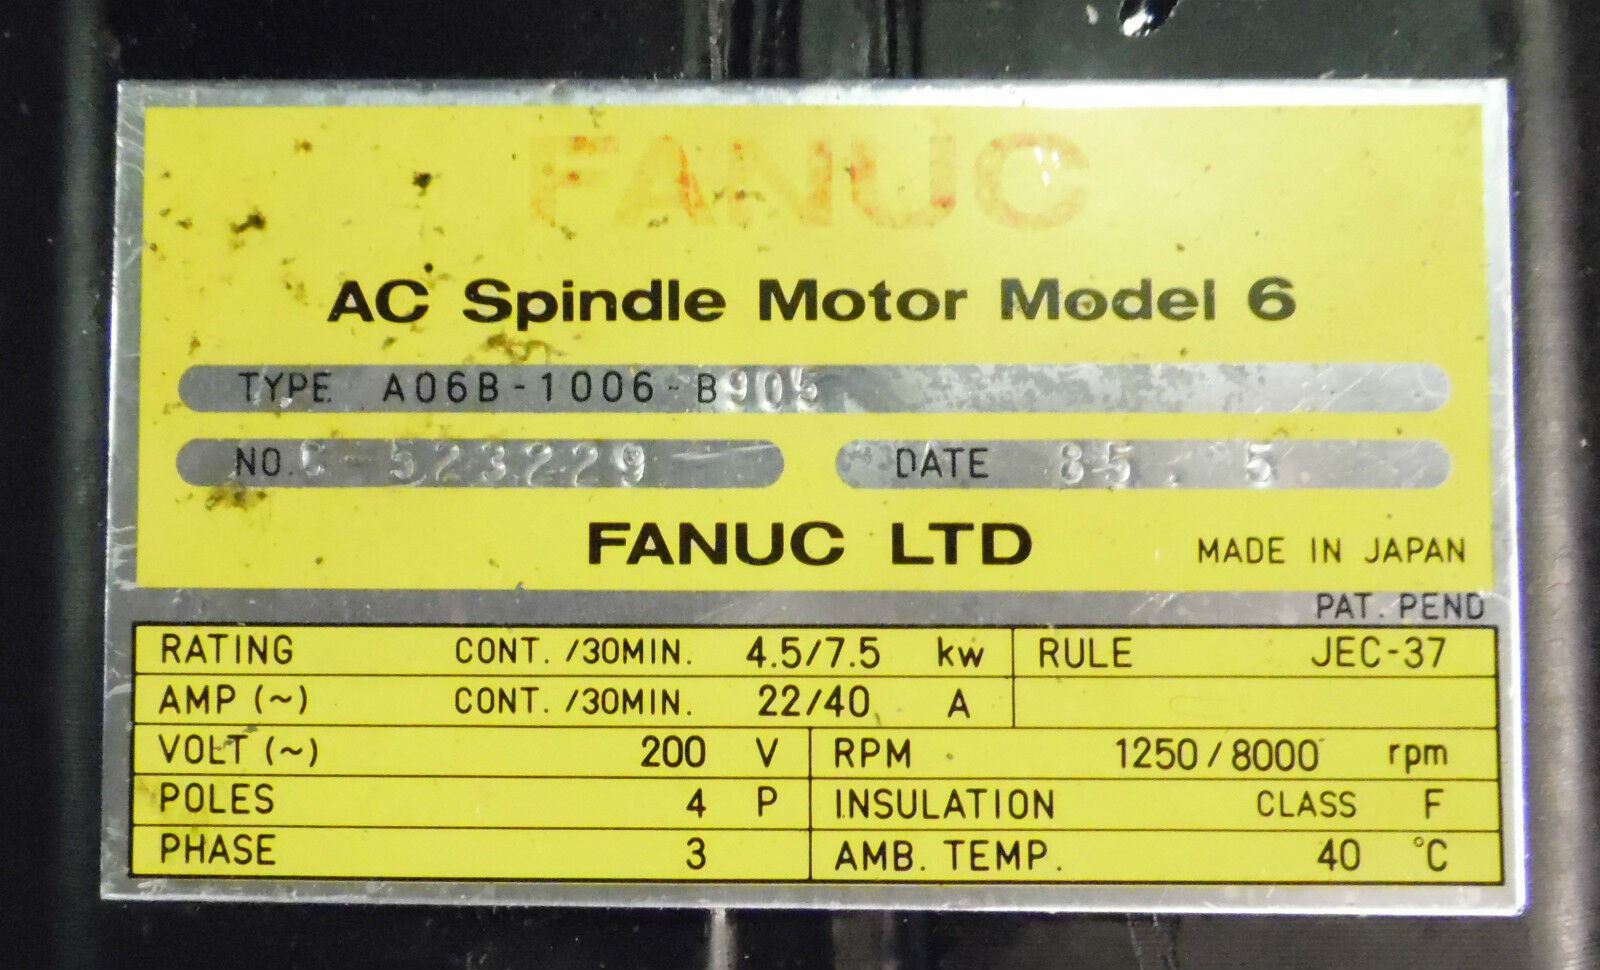 FANUC
AC Spindle Motor Model 6
TYPE A06B-1006-B905
NO. C-523229 DATE 85. 5
FANUC LTD MADE IN JAPAN
PAT. PEND
RATING CONT. /30MIN. 4.5/7.5 kw RULE JEC-37
AMP (~) CONT. /30MIN. 22/40 A
VOLT (~) 200 V RPM 1250/8000 rpm
POLES 4 P INSULATION CLASS F
PHASE 3 AMB. TEMP. 40 °C